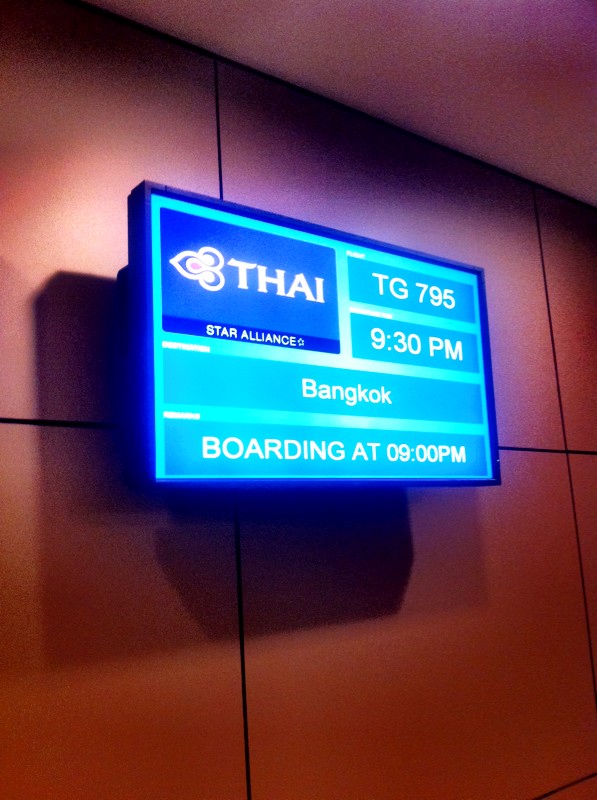 THAI
STAR ALLIANCE
TG 795
9:30 PM
Bangkok
BOARDING AT 09:00PM